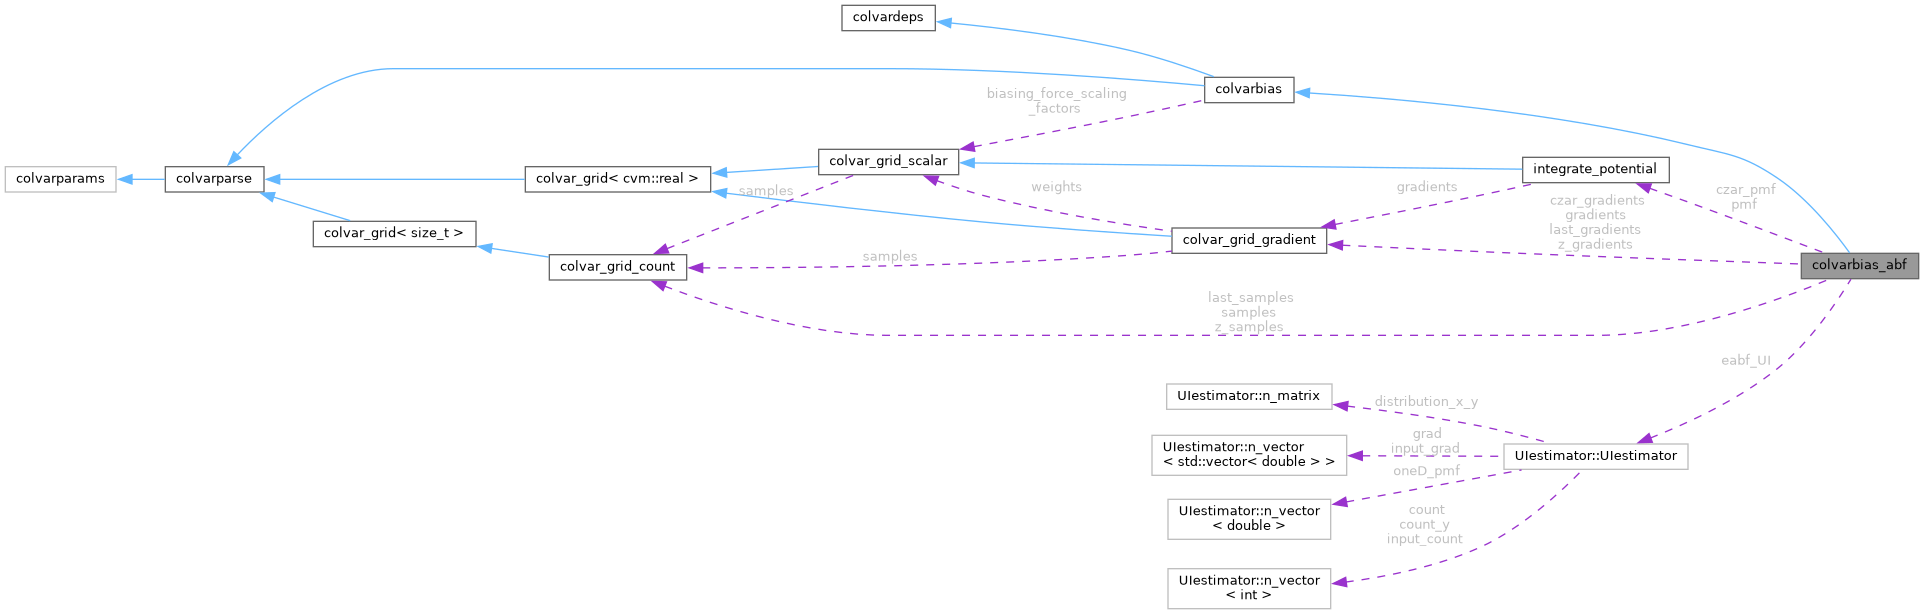 colvardeps
colvarbias
biasing_force_scaling
_factors
colvar_grid_scalar
integrate_potential
colvarparams
colvarparse
colvar_grid< cvm::real >
samples
weights
gradients
czar_pmf
pmf
czar_gradients
gradients
last_gradients
z_gradients
colvar_grid< size_t >
colvar_grid_gradient
colvar_grid_count
samples
colvarbias_abf
last_samples
samples
z_samples
eabf_UI
UIestimator::n_matrix
distribution_x_y
UIestimator::n_vector
< std::vector< double > >
grad
input_grad
UIestimator::UIestimator
oneD_pmf
UIestimator::n_vector
< double >
count
count_y
input_count
UIestimator::n_vector
< int >